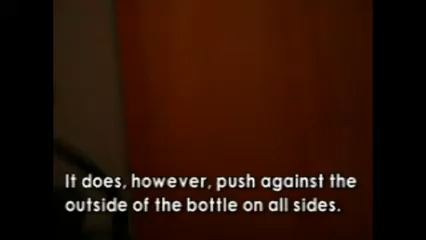 It does, however, push against the
outside of the bottle on all sides.